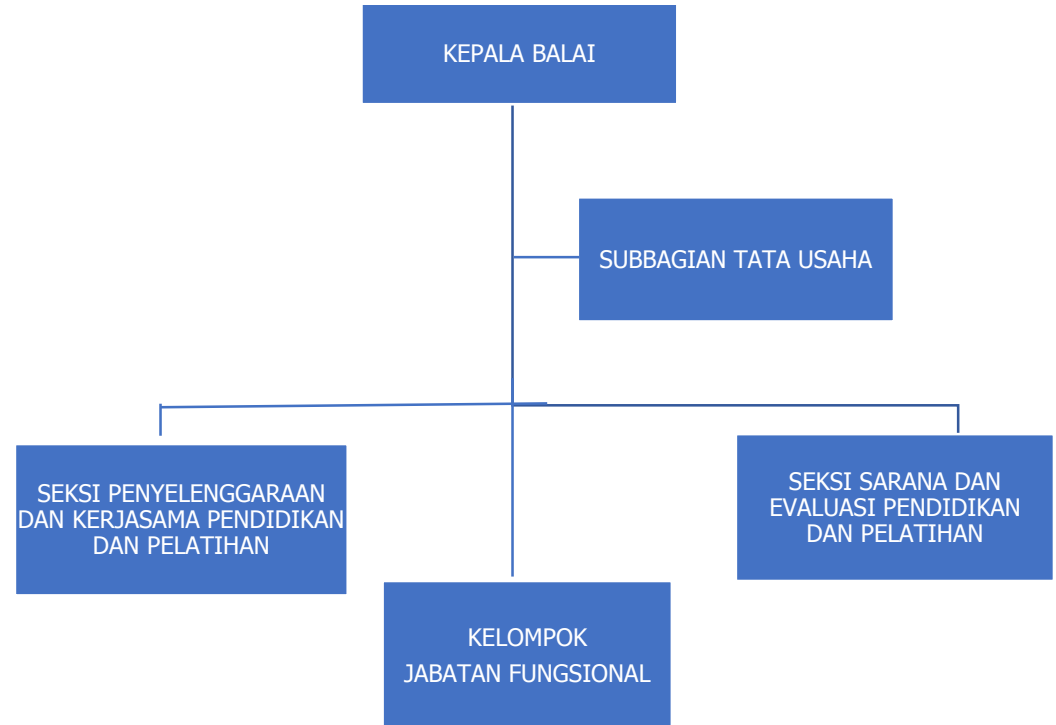 KEPALA BALAI
SUBBAGIAN TATA USAHA
SEKSI PENYELENGGARAAN
DAN KERJASAMA PENDIDIKAN
DAN PELATIHAN
SEKSI SARANA DAN
EVALUASI PENDIDIKAN
DAN PELATIHAN
KELOMPOK
JABATAN FUNGSIONAL